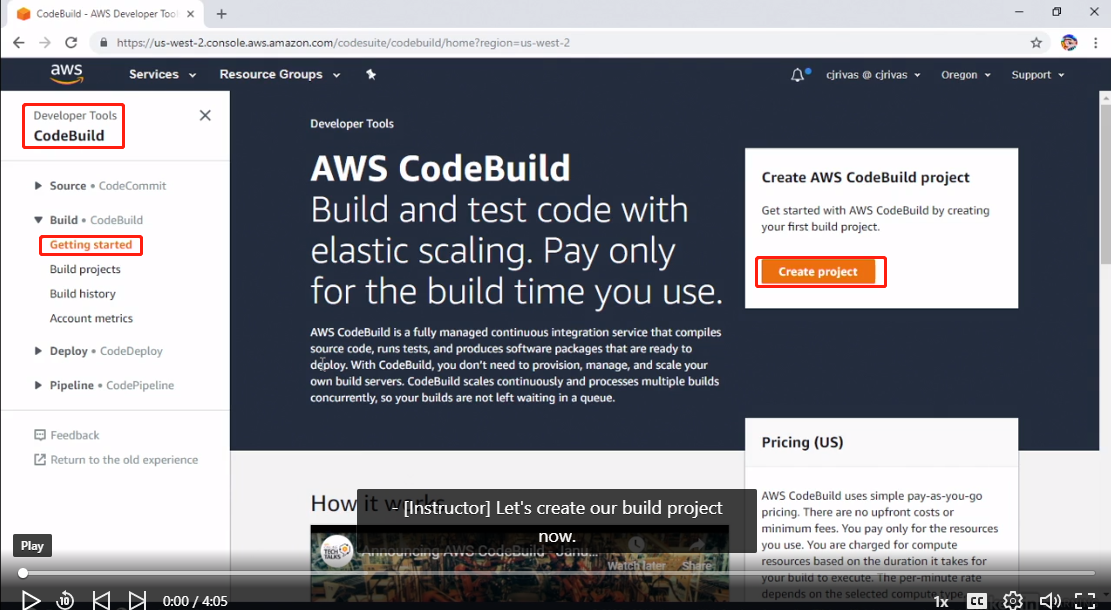 CodeBuild - AWS Developer Tool
https://us-west-2.console.aws.amazon.com/codesuite/codebuild/home?region=us-west-2
aws
Services
Resource Groups
cjrivas @ cjrivas
Oregon
Support
Developer Tools
CodeBuild
Source • CodeCommit
Build • CodeBuild
Getting started
Build projects
Build history
Account metrics
Deploy • CodeDeploy
Pipeline • CodePipeline
Feedback
Return to the old experience
Developer Tools
AWS CodeBuild
Build and test code with
elastic scaling. Pay only
for the build time you use.
AWS CodeBuild is a fully managed continuous integration service that compiles
source code, runs tests, and produces software packages that are ready to
deploy. With CodeBuild, you don't need to provision, manage, and scale your
own build servers. CodeBuild scales continuously and processes multiple builds
concurrently, so your builds are not left waiting in a queue.
Create AWS CodeBuild project
Get started with AWS CodeBuild by creating
your first build project.
Create project
Pricing (US)
AWS CodeBuild uses simple pay-as-you-go
pricing. There are no upfront costs or
minimum fees. You pay only for the resources
you use. You are charged for compute
resources based on the duration it takes for
your build to execute. The per-minute rate
depends on the selected compute type.
How it works
- [Instructor] Let's create our build project
now.
TECH
TALKS
Announcing AWS CodeBuild - Janu...
Watch later
Share
Play
10
0:00 / 4:05
1x
CC